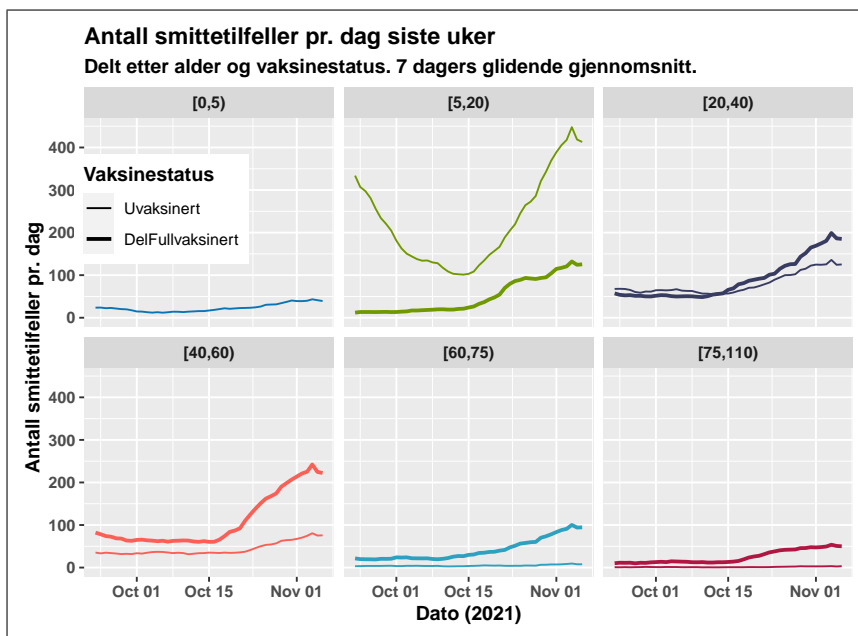 Antall smittetilfeller pr. dag siste uker
Delt etter alder og vaksinestatus. 7 dagers glidende gjennomsnitt.
[0,5)
[5,20)
[20,40)
400
300
200
100
0
Vaksinestatus
Uvaksinert
DelFullvaksinert
[40,60)
[60,75)
[75,110)
400
300
200
100
0
Antall smittetilfeller pr. dag
Oct 01
Oct 15
Nov 01
Oct 01
Oct 15
Nov 01
Oct 01
Oct 15
Nov 01
Dato (2021)